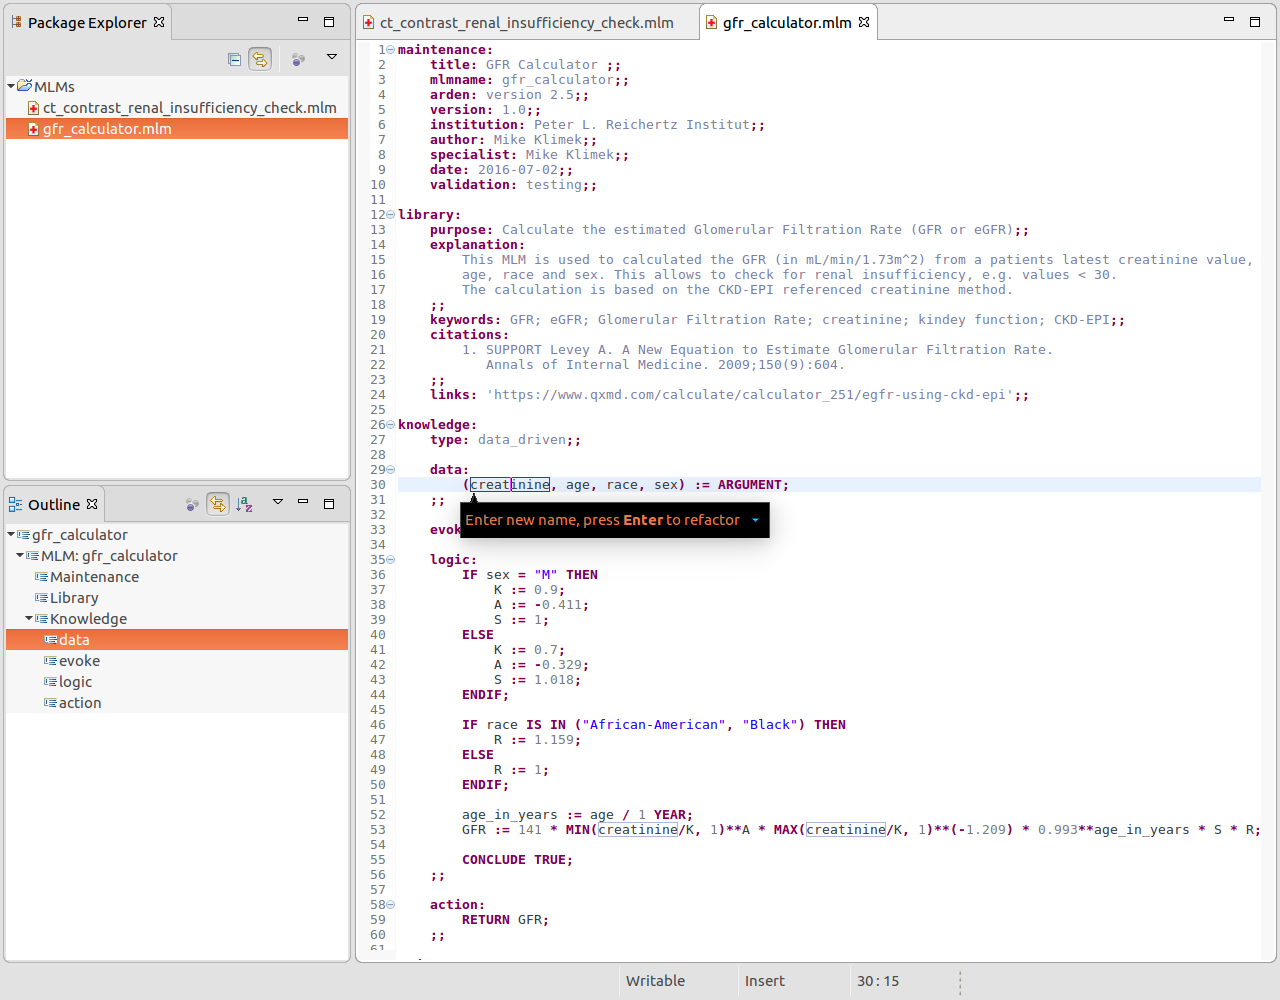 Package Explorer
MLMs
ct_contrast_renal_insufficiency_check.mlm
gfr_calculator.mlm
Outline
gfr_calculator
MLM: gfr_calculator
Maintenance
Library
Knowledge
data
evoke
logic
action
ct_contrast_renal_insufficiency_check.mlm
gfr_calculator.mlm
1 maintenance:
2 title: GFR Calculator ;;
3 mlmname: gfr_calculator;;
4 arden: version 2.5;;
5 version: 1.0;;
6 institution: Peter L. Reichertz Institut;;
7 author: Mike Klimek;;
8 specialist: Mike Klimek;;
9 date: 2016-07-02;;
10 validation: testing;;
11
12 library:
13 purpose: Calculate the estimated Glomerular Filtration Rate (GFR or eGFR);;
14 explanation:
15 This MLM is used to calculated the GFR (in mL/min/1.73m^2) from a patients latest creatinine value,
16 age, race and sex. This allows to check for renal insufficiency, e.g. values < 30.
17 The calculation is based on the CKD-EPI referenced creatinine method.
18 ;;
19 keywords: GFR; eGFR; Glomerular Filtration Rate; creatinine; kindey function; CKD-EPI;;
20 citations:
21 1. SUPPORT Levey A. A New Equation to Estimate Glomerular Filtration Rate.
22 Annals of Internal Medicine. 2009;150(9):604.
23 ;;
24 links: 'https://www.qxmd.com/calculate/calculator_251/egfr-using-ckd-epi';;
25
26 knowledge:
27 type: data_driven;;
28
29 data:
30 (creatinine, age, race, sex) := ARGUMENT;
31 ;;
Enter new name, press Enter to refactor
32
33 evok
34
35 logic:
36 IF sex = "M" THEN
37 K := 0.9;
38 A := -0.411;
39 S := 1;
40 ELSE
41 K := 0.7;
42 A := -0.329;
43 S := 1.018;
44 ENDIF;
45
46 IF race IS IN ("African-American", "Black") THEN
47 R := 1.159;
48 ELSE
49 R := 1;
50 ENDIF;
51
52 age_in_years := age / 1 YEAR;
53 GFR := 141 * MIN(creatinine/K, 1)**A * MAX(creatinine/K, 1)**(-1.209) * 0.993**age_in_years * S * R;
54
55 CONCLUDE TRUE;
56 ;;
57
58 action:
59 RETURN GFR;
60 ;;
61
Writable
Insert
30 : 15